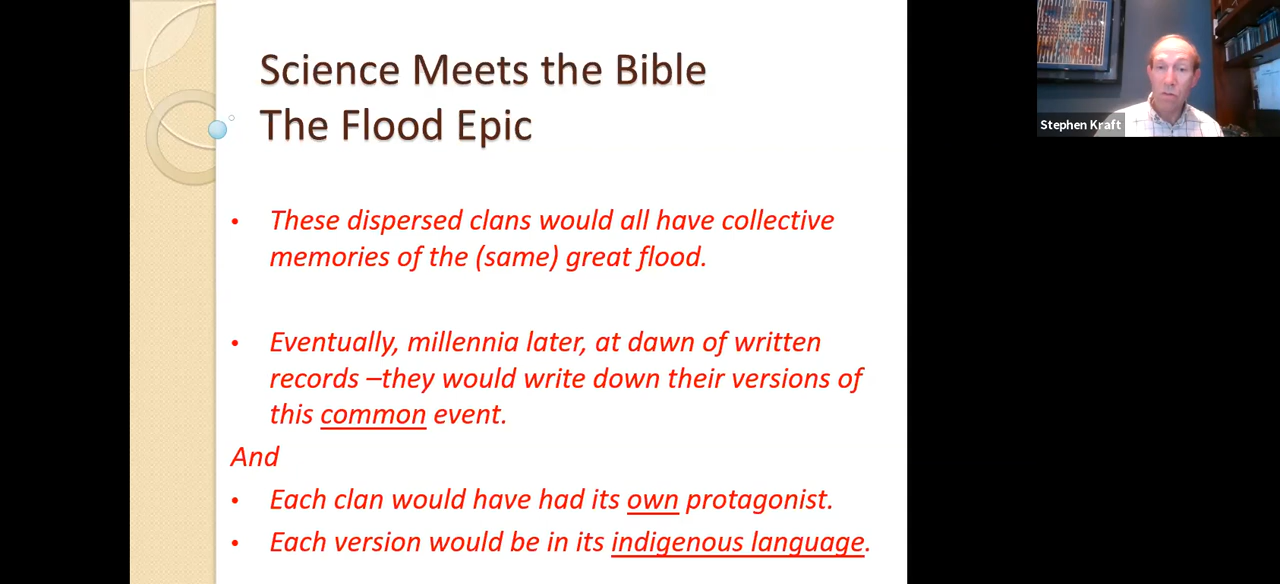 Science Meets the Bible
The Flood Epic
Stephen Kraft
• These dispersed clans would all have collective
memories of the (same) great flood.
• Eventually, millennia later, at dawn of written
records –they would write down their versions of
this common event.
And
• Each clan would have had its own protagonist.
• Each version would be in its indigenous language.